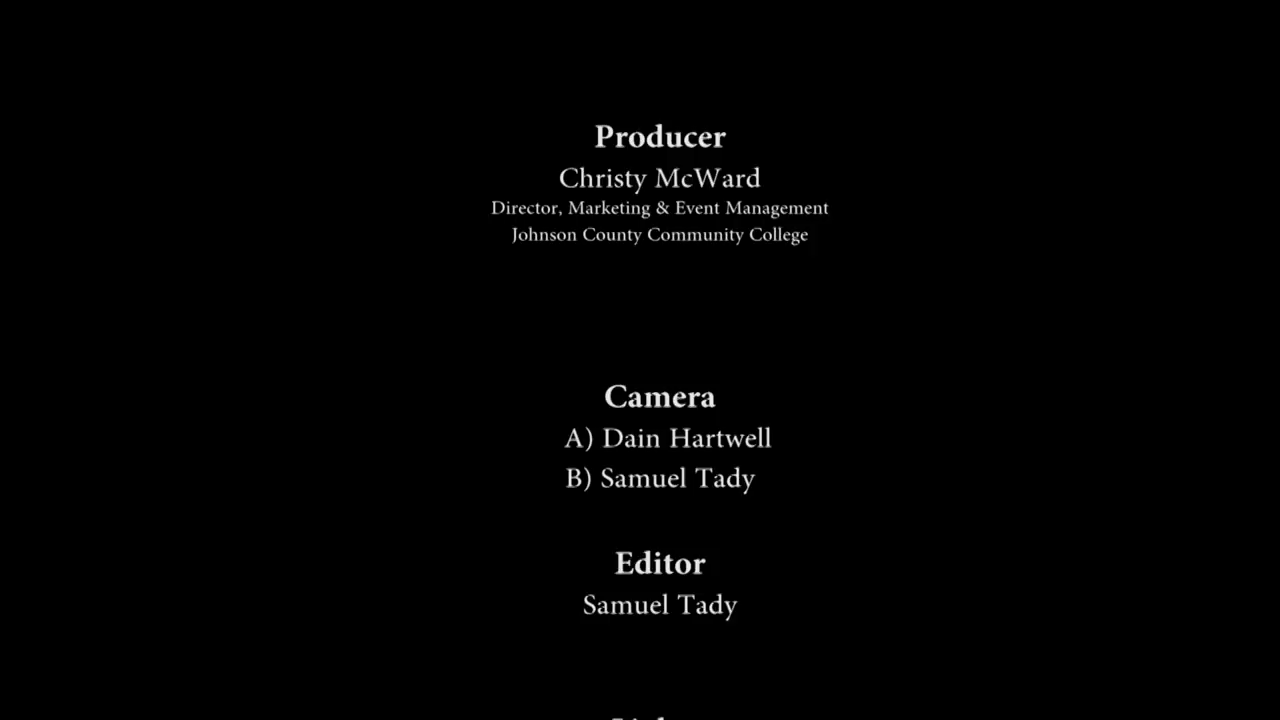 Producer
Christy McWard
Director, Marketing & Event Management
Johnson County Community College
Camera
A) Dain Hartwell
B) Samuel Tady
Editor
Samuel Tady